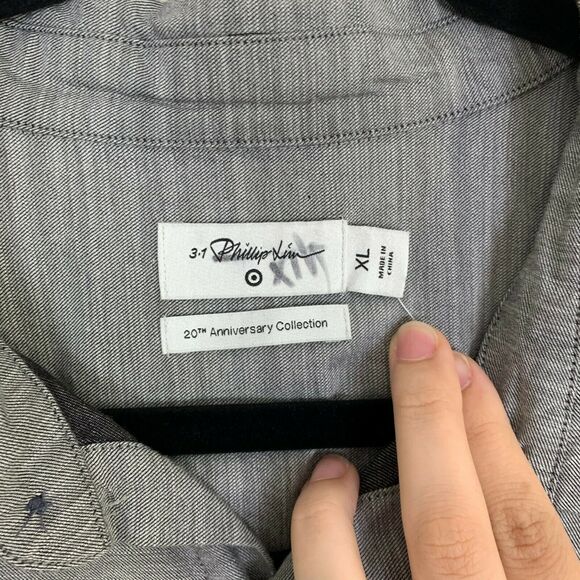 3.1 Phillip Lim
XL
MADE IN
CHINA
20TH Anniversary Collection